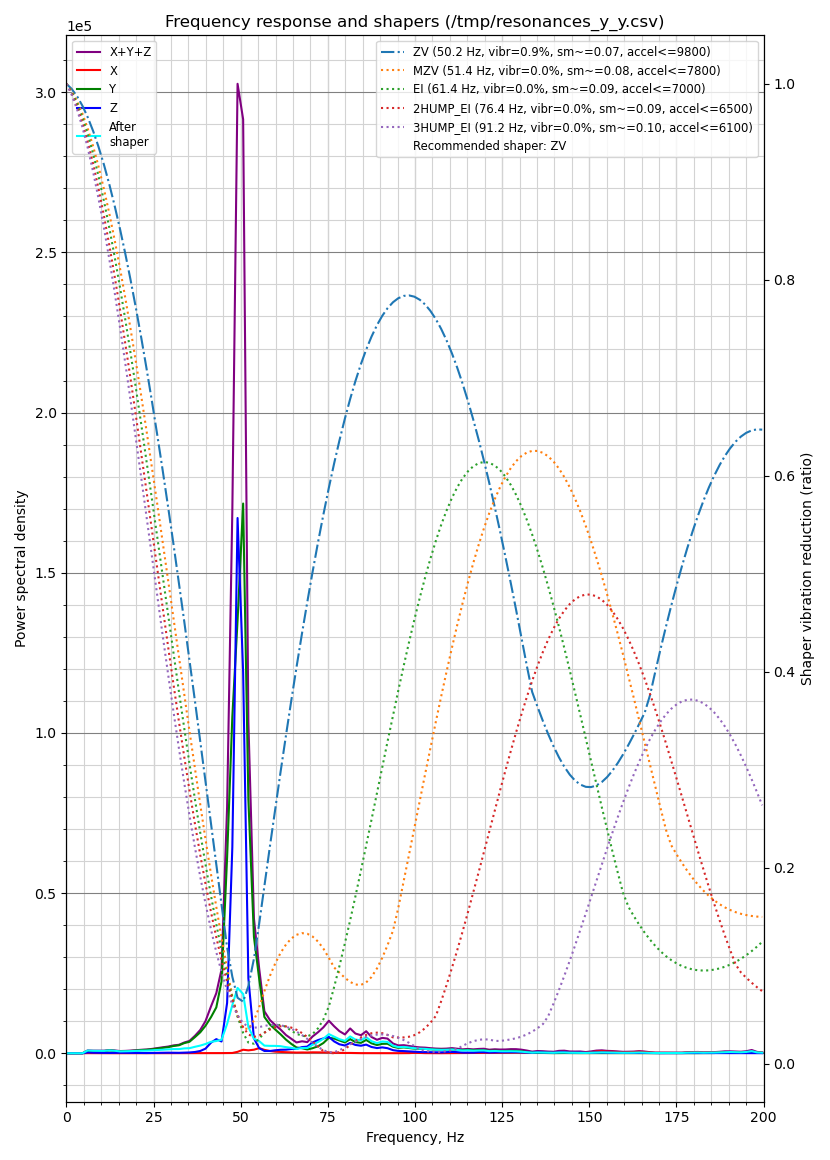 Frequency response and shapers (/tmp/resonances_y_y.csv)
1e5
X+Y+Z
X
Y
Z
After
shaper
ZV (50.2 Hz, vibr=0.9%, sm~=0.07, accel<=9800)
MZV (51.4 Hz, vibr=0.0%, sm~=0.08, accel<=7800)
EI (61.4 Hz, vibr=0.0%, sm~=0.09, accel<=7000)
2HUMP_EI (76.4 Hz, vibr=0.0%, sm~=0.09, accel<=6500)
3HUMP_EI (91.2 Hz, vibr=0.0%, sm~=0.10, accel<=6100)
Recommended shaper: ZV
3.0
2.5
2.0
1.5
1.0
0.5
0.0
Power spectral density
1.0
0.8
0.6
0.4
0.2
0.0
Shaper vibration reduction (ratio)
0 25 50 75 100 125 150 175 200
Frequency, Hz